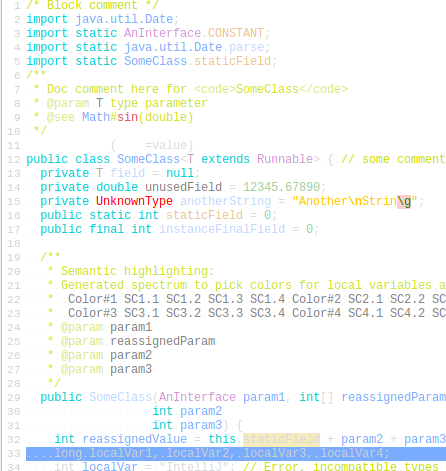 1 /* Block comment */
2 import java.util.Date;
3 import static AnInterface.CONSTANT;
4 import static java.util.Date.parse;
5 import static SomeClass.staticField;
6 /**
7  * Doc comment here for <code>SomeClass</code>
8  * @param T type parameter
9  * @see Math#sin(double)
10  */
11 (    =value)
12 public class SomeClass<T extends Runnable> { // some comment
13   private T field = null;
14   private double unusedField = 12345.67890;
15   private UnknownType anotherString = "Another\nStrin\g";
16   public static int staticField = 0;
17   public final int instanceFinalField = 0;
18
19   /**
20    * Semantic highlighting:
21    * Generated spectrum to pick colors for local variables a
22    *  Color#1 SC1.1 SC1.2 SC1.3 SC1.4 Color#2 SC2.1 SC2.2 SC
23    *  Color#3 SC3.1 SC3.2 SC3.3 SC3.4 Color#4 SC4.1 SC4.2 SC
24    * @param param1
25    * @param reassignedParam
26    * @param param2
27    * @param param3
28    */
29   public SomeClass(AnInterface param1, int[] reassignedParam
30                   int param2
31                   int param3) {
32     int reassignedValue = this.staticField + param2 + param3
33 ....long.localVar1,.localVar2,.localVar3,.localVar4;
34     int localVar = "IntelliJ"; // Error, incompatible types